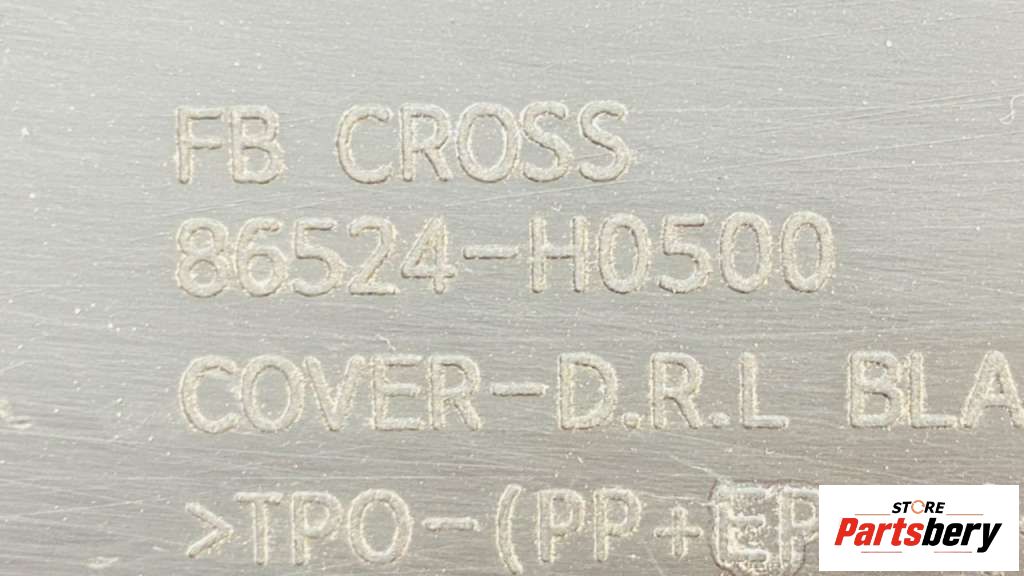 FB CROSS
86524-H0500
COVER-D.R.L BLA
>TPO-(PP+EP
STORE
Partsbery